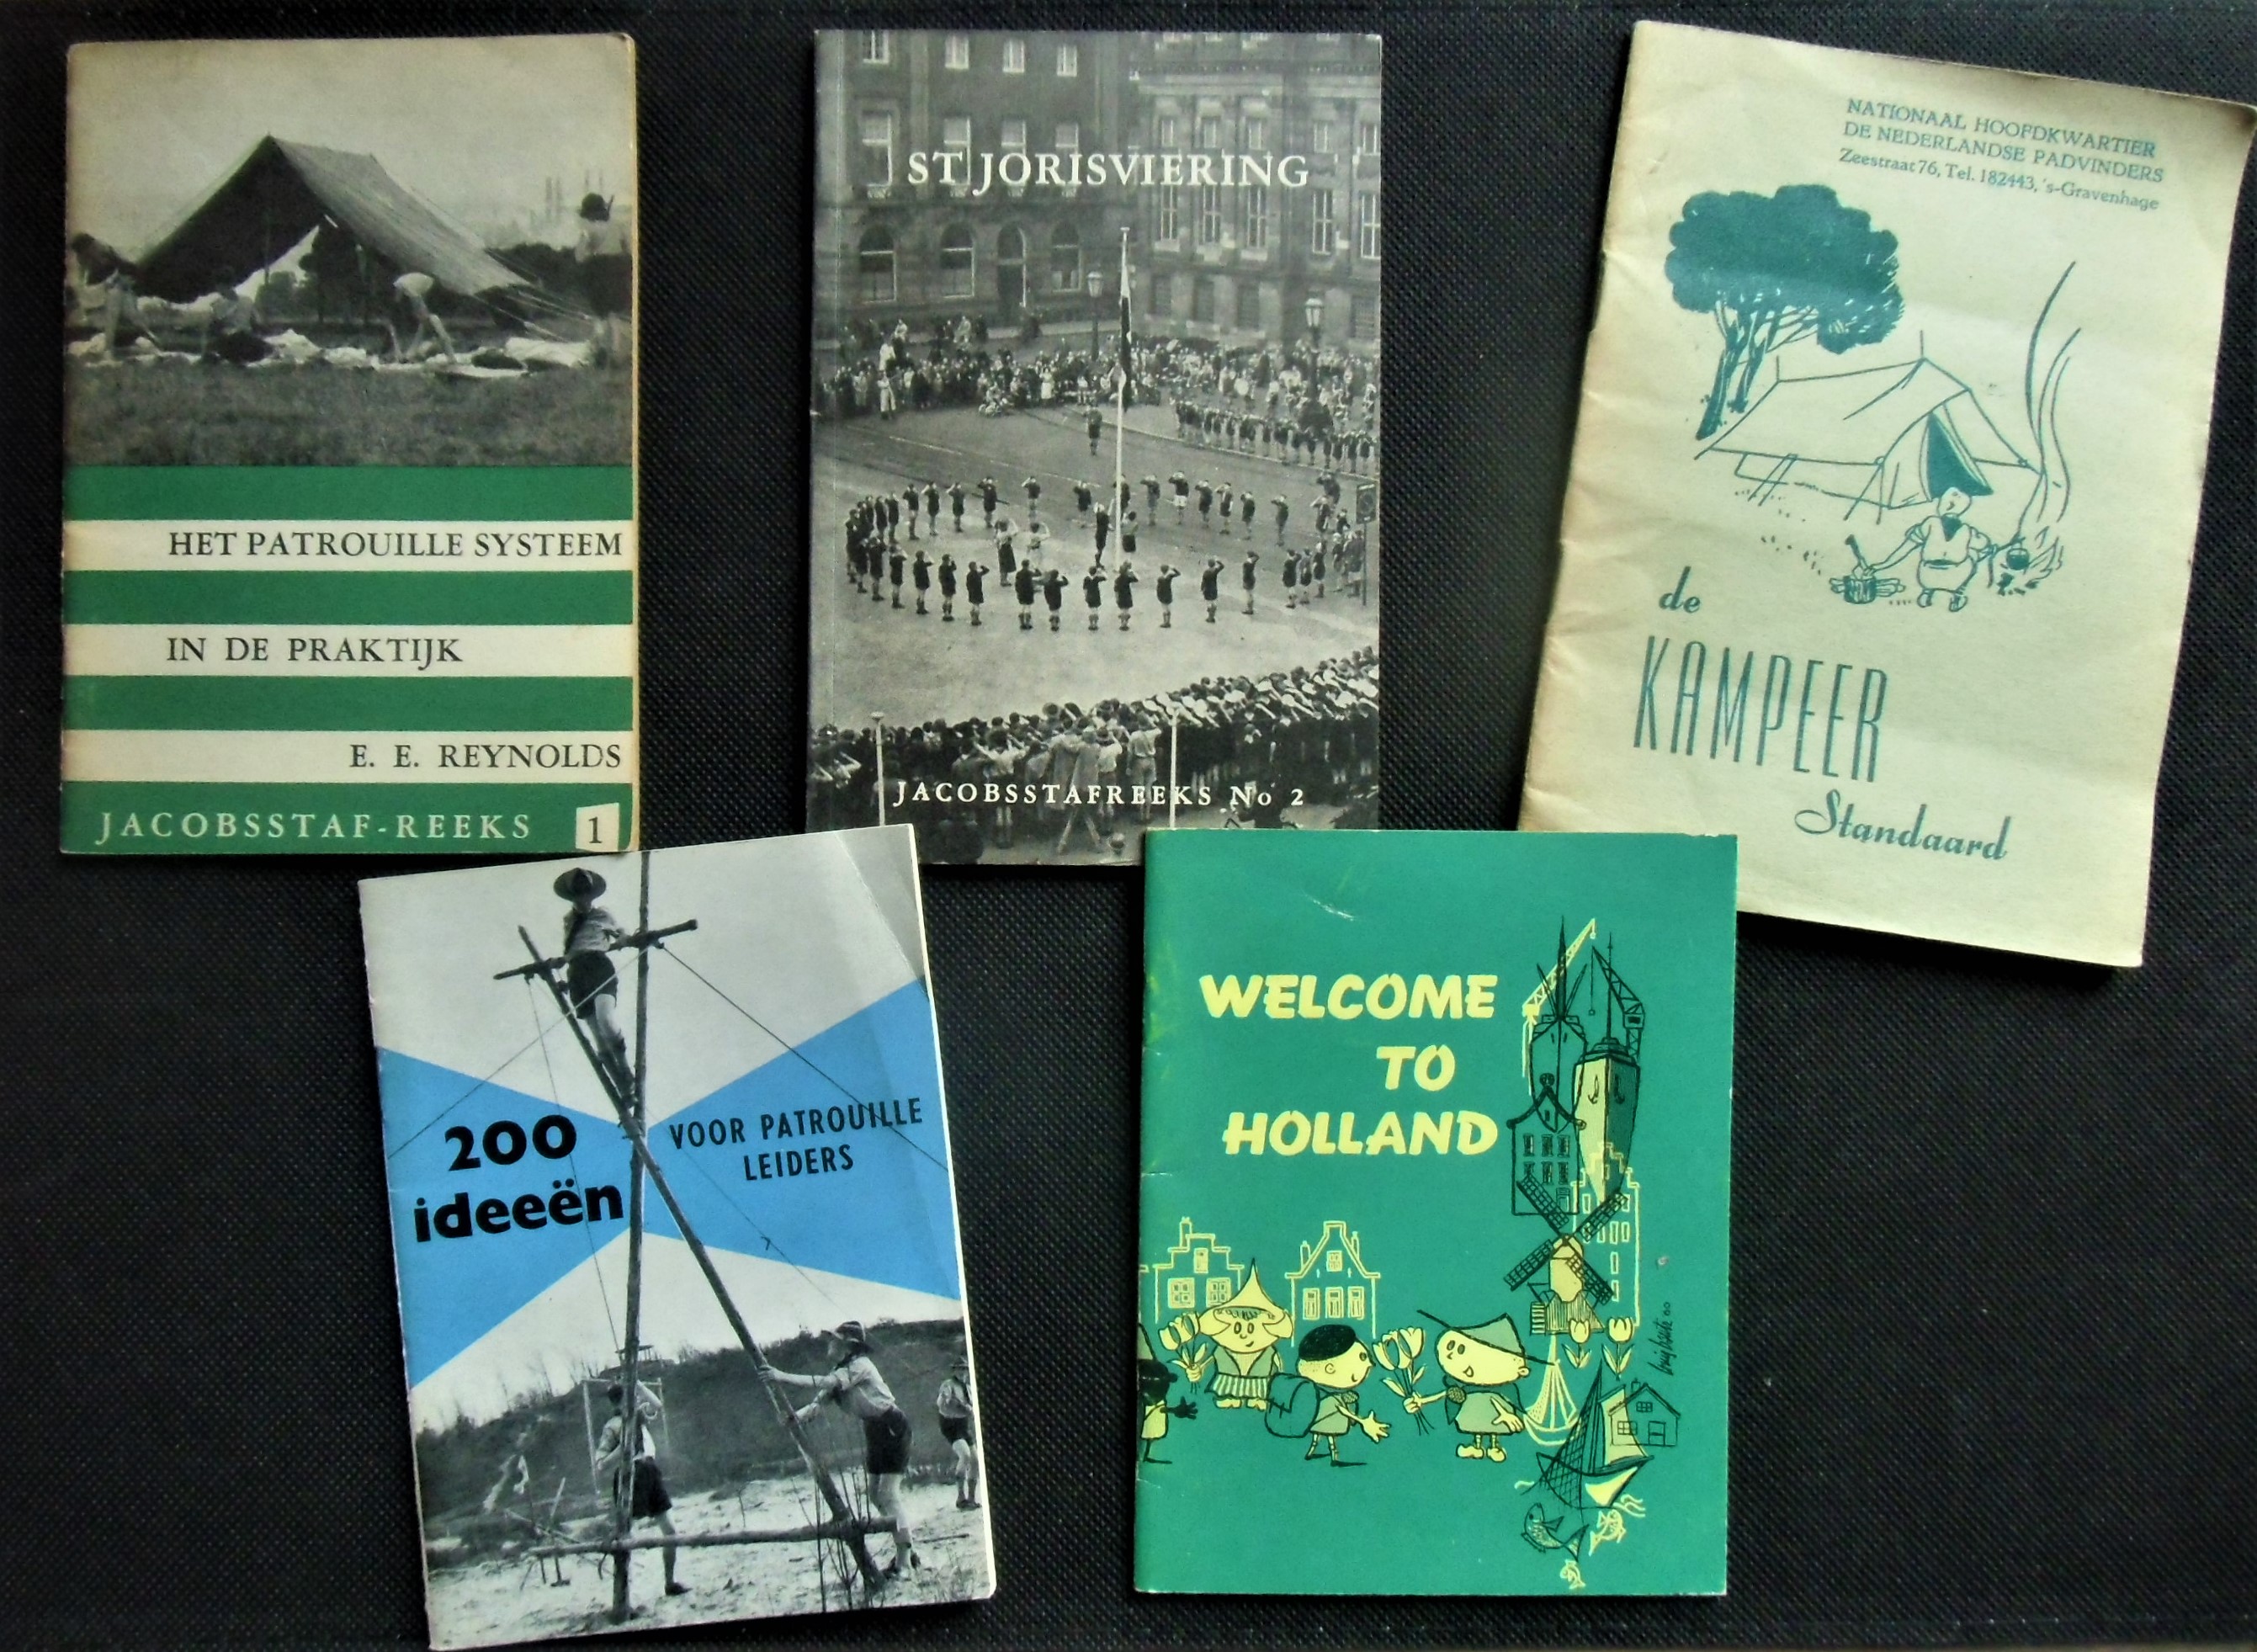 HET PATROUILLE SYSTEEM
IN DE PRAKTIJK
E. E. REYNOLDS
JACOBSSTAF-REEKS 1
ST JORISVIERING
JACOBSSTAFREEKS No 2
NATIONAAL HOOFDKWARTIER
DE NEDERLANDSE PADVINDERS
Zeestraat 76, Tel. 182443, 's-Gravenhage
de
KAMPEER
Standaard
200
ideeën
VOOR PATROUILLE
LEIDERS
WELCOME
TO
HOLLAND